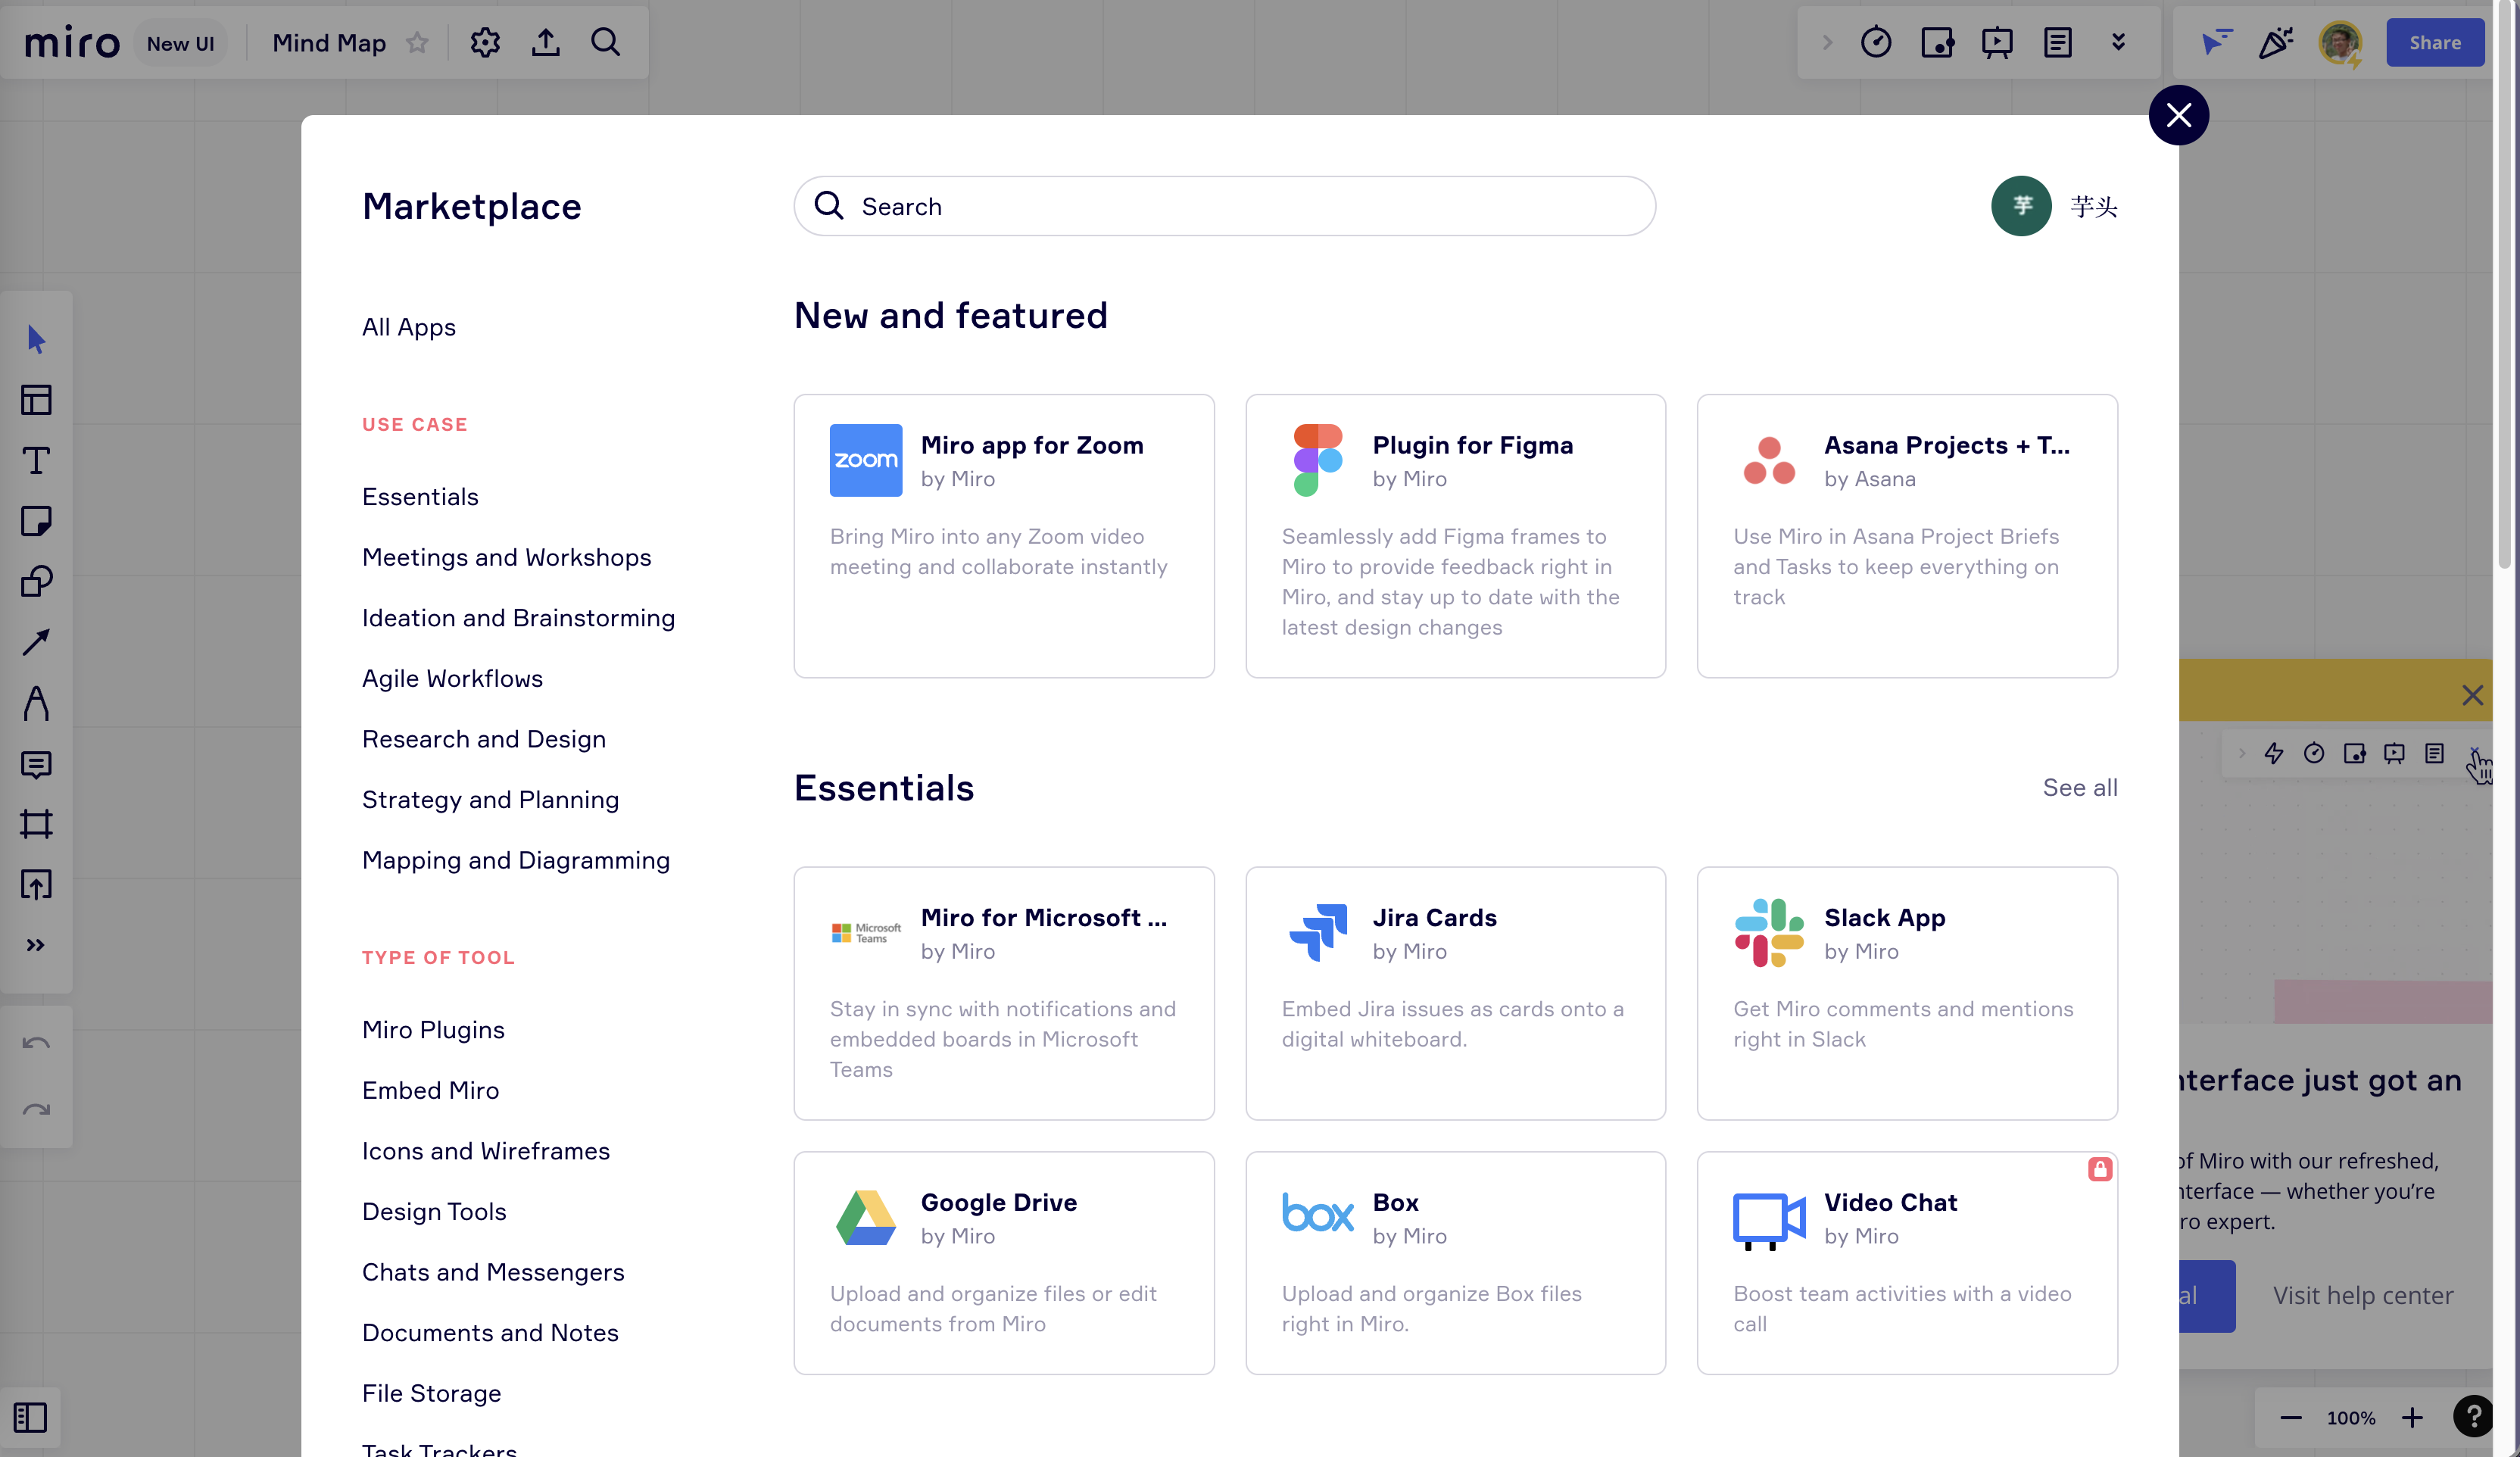 miro
New UI
Mind Map
Share
Marketplace
Search
芋
芋头
All Apps
USE CASE
Essentials
Meetings and Workshops
Ideation and Brainstorming
Agile Workflows
Research and Design
Strategy and Planning
Mapping and Diagramming
TYPE OF TOOL
Miro Plugins
Embed Miro
Icons and Wireframes
Design Tools
Chats and Messengers
Documents and Notes
File Storage
Task Trackers
New and featured
zoom
Miro app for Zoom
by Miro
Bring Miro into any Zoom video
meeting and collaborate instantly
Plugin for Figma
by Miro
Seamlessly add Figma frames to
Miro to provide feedback right in
Miro, and stay up to date with the
latest design changes
Asana Projects + T...
by Asana
Use Miro in Asana Project Briefs
and Tasks to keep everything on
track
Essentials
See all
Microsoft
Teams
Miro for Microsoft ...
by Miro
Stay in sync with notifications and
embedded boards in Microsoft
Teams
Jira Cards
by Miro
Embed Jira issues as cards onto a
digital whiteboard.
Slack App
by Miro
Get Miro comments and mentions
right in Slack
Google Drive
by Miro
Upload and organize files or edit
documents from Miro
box
Box
by Miro
Upload and organize Box files
right in Miro.
Video Chat
by Miro
Boost team activities with a video
call
nterface just got an
of Miro with our refreshed,
nterface — whether you're
ro expert.
al
Visit help center
100%
?